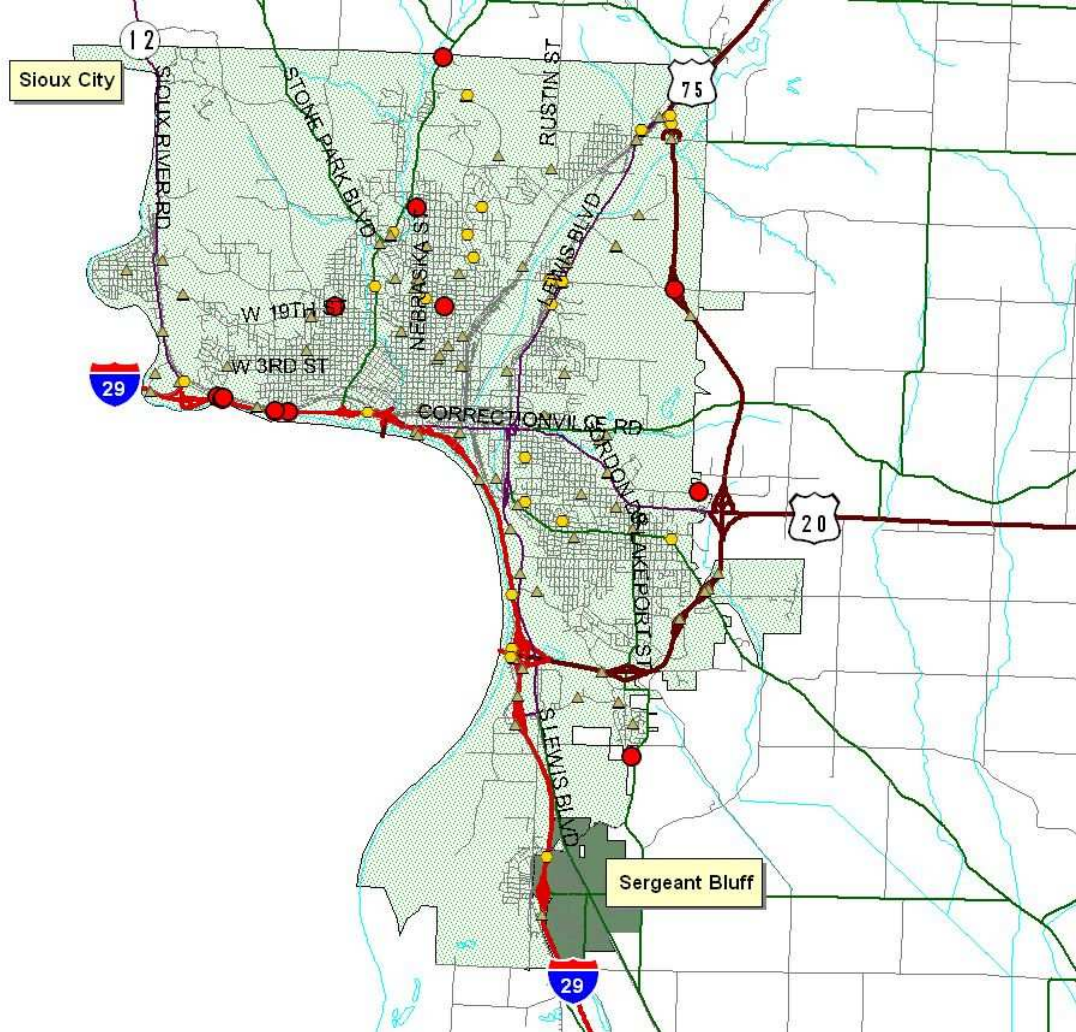 12
Sioux City
SIOUX RIVER RD
STONE PARK BLVD
RUSTIN ST
75
NEBRASKA ST
LEWIS BLVD
W 19TH ST
W 3RD ST
29
CORRECTIONVILLE RD
GORDON DR
S LAKEPORT ST
20
S LEWIS BLVD
Sergeant Bluff
29